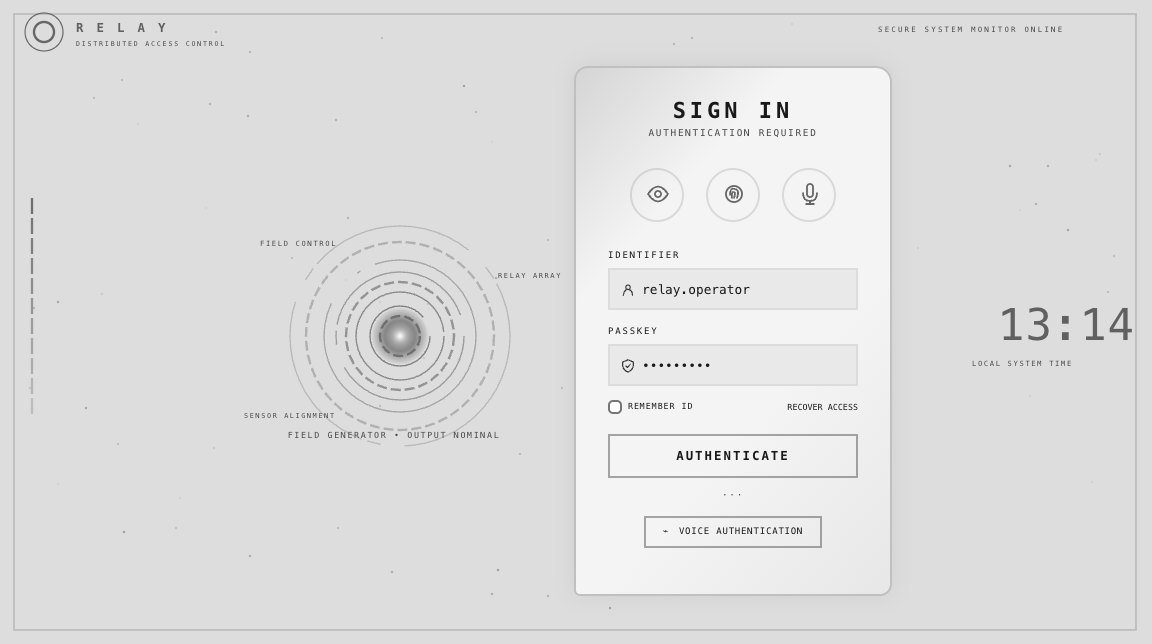 RELAY
DISTRIBUTED ACCESS CONTROL
SECURE SYSTEM MONITOR ONLINE
FIELD CONTROL
RELAY ARRAY
SENSOR ALIGNMENT
FIELD GENERATOR • OUTPUT NOMINAL
SIGN IN
AUTHENTICATION REQUIRED
IDENTIFIER
relay.operator
PASSKEY
•••••••••
REMEMBER ID
RECOVER ACCESS
AUTHENTICATE
...
VOICE AUTHENTICATION
13:14
LOCAL SYSTEM TIME